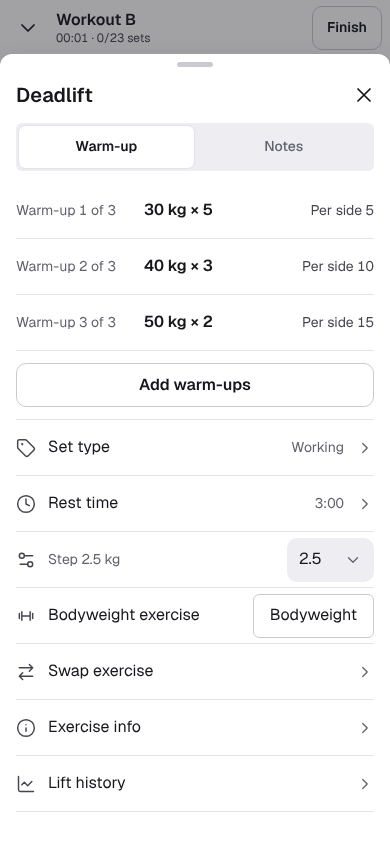 Workout B
00:01 · 0/23 sets
Finish
Deadlift
Warm-up Notes
Warm-up 1 of 3 30 kg × 5 Per side 5
Warm-up 2 of 3 40 kg × 3 Per side 10
Warm-up 3 of 3 50 kg × 2 Per side 15
Add warm-ups
Set type Working
Rest time 3:00
Step 2.5 kg 2.5
Bodyweight exercise Bodyweight
Swap exercise
Exercise info
Lift history